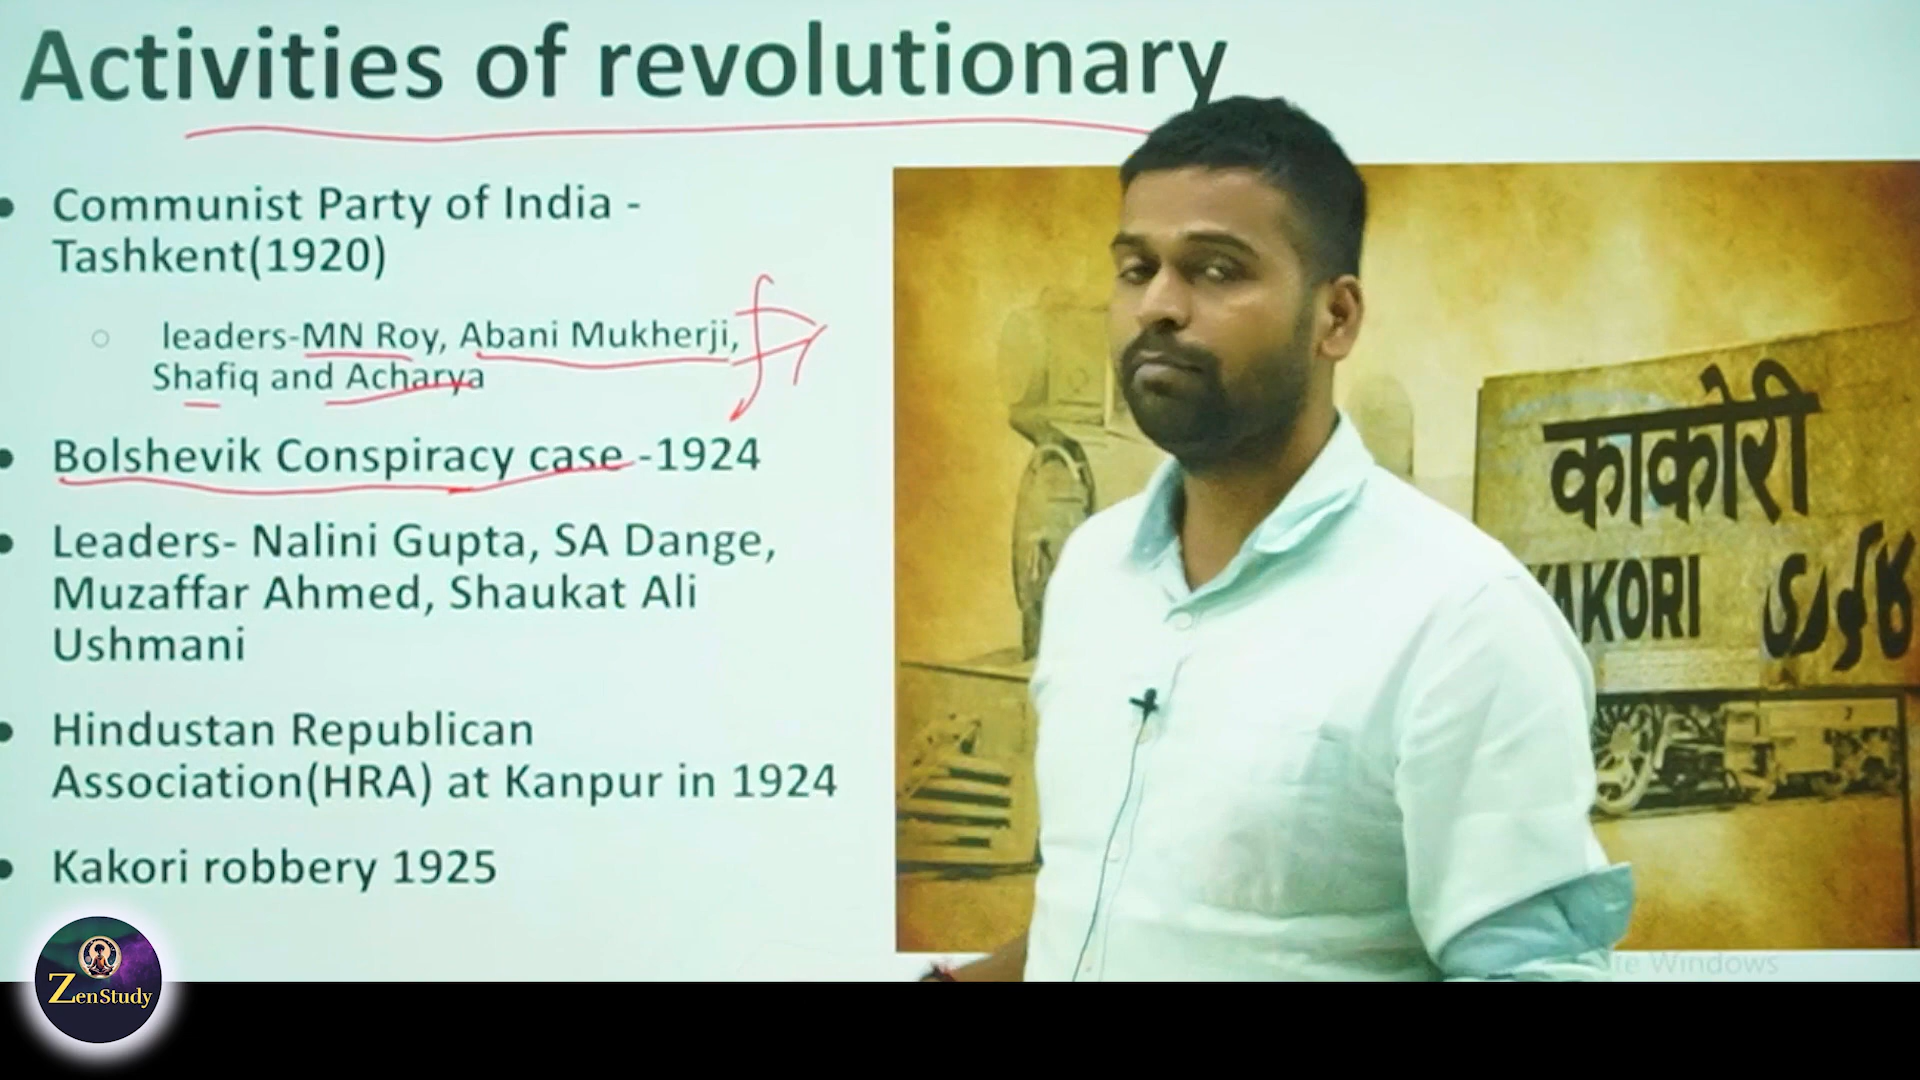 Activities of revolutionary
Communist Party of India -
Tashkent(1920)
leaders-MN Roy, Abani Mukherji,
Shafiq and Acharya
Bolshevik Conspiracy case -1924
Leaders- Nalini Gupta, SA Dange,
Muzaffar Ahmed, Shaukat Ali
Ushmani
Hindustan Republican
Association(HRA) at Kanpur in 1924
Kakori robbery 1925
काकोरी
KAKORI
کاکوری
Windows
ZenStudy